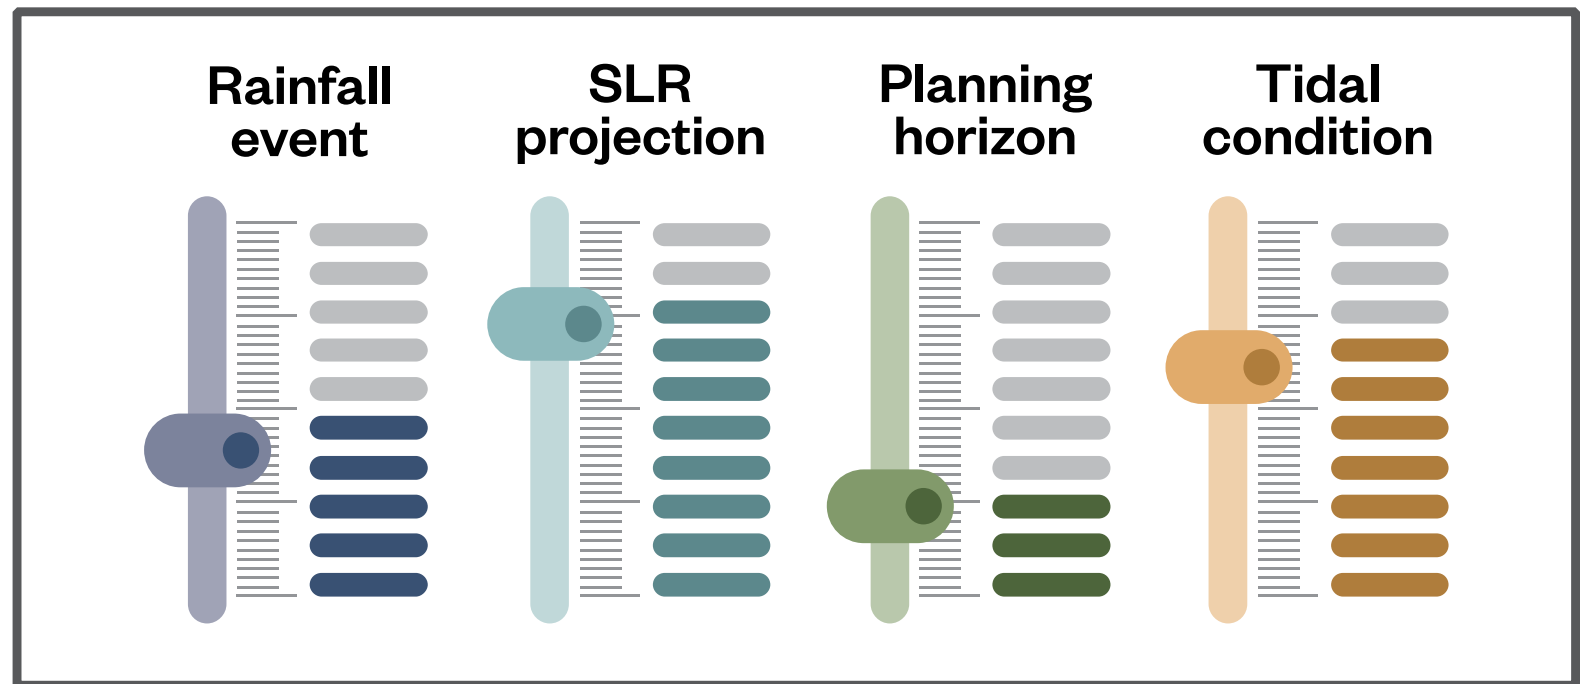 Rainfall
event
SLR
projection
Planning
horizon
Tidal
condition